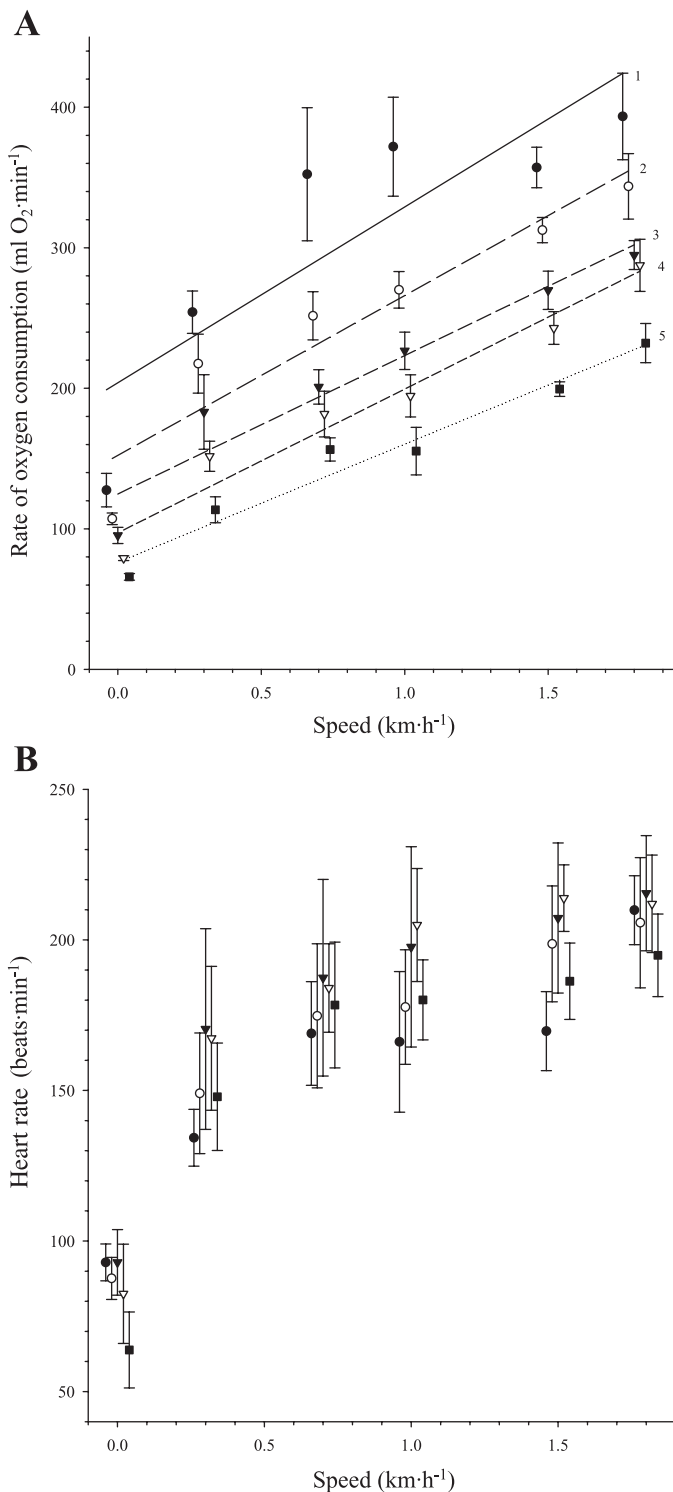 A
Rate of oxygen consumption (ml O₂·min⁻¹)
400
300
200
100
0
1
2
3
4
5
0.0 0.5 1.0 1.5
Speed (km·h⁻¹)
B
Heart rate (beats·min⁻¹)
250
200
150
100
50
0.0 0.5 1.0 1.5
Speed (km·h⁻¹)